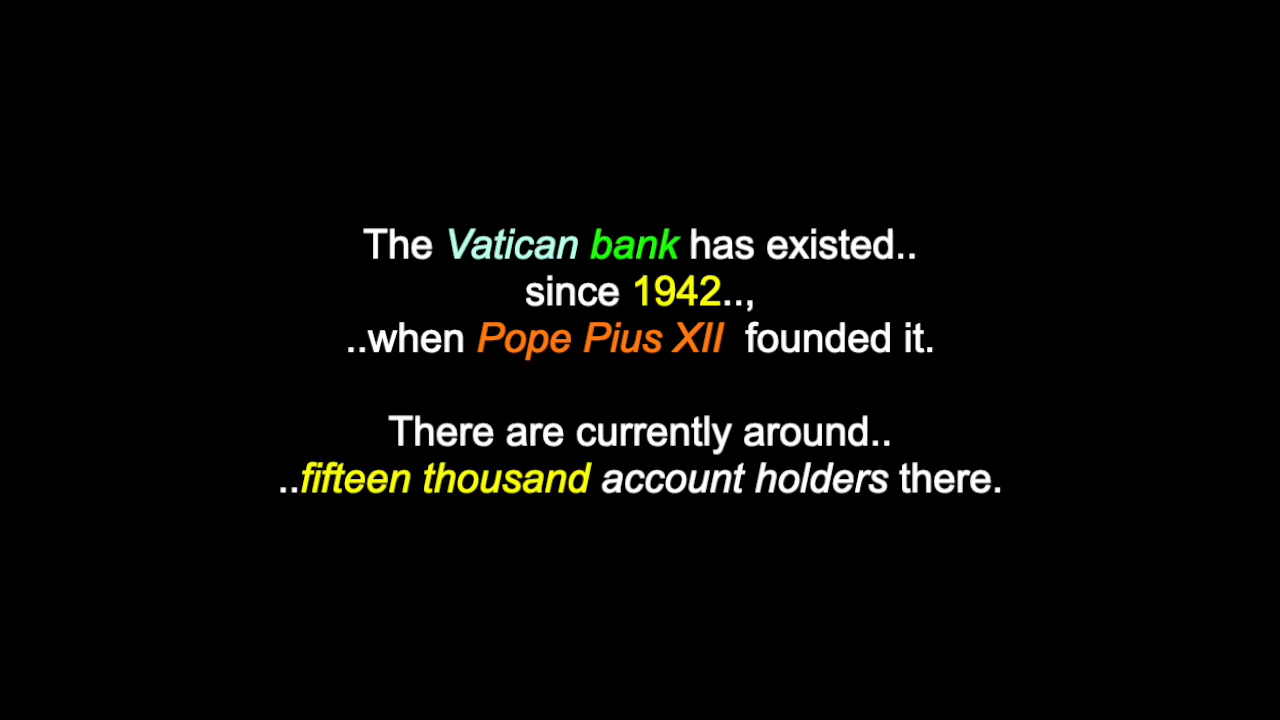 The Vatican bank has existed..
since 1942..,
..when Pope Pius XII founded it.
There are currently around..
..fifteen thousand account holders there.